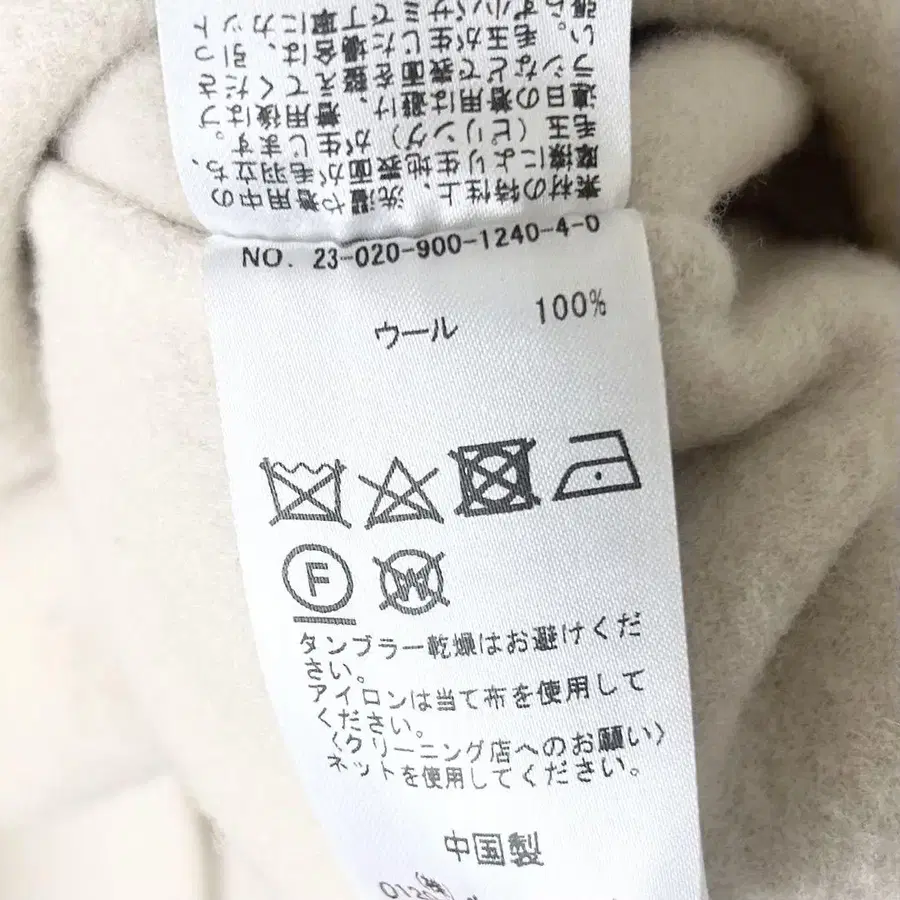 素材の特性上、洗濯や着用中の
摩擦により生地表面が毛羽立ち、
毛玉(ピリング)が生じます。
連日の着用は避け、着用後はブ
ラシなどで表面を整えてくださ
い。毛玉が生じた場合は、引っ
張らず小バサミで丁寧にカット
NO. 23-020-900-1240-4-0
ウール 100%
F
W
タンブラー乾燥はお避けくだ
さい。
アイロンは当て布を使用して
ください。
〈クリーニング店へのお願い〉
ネットを使用してください。
中国製
(株)
0120